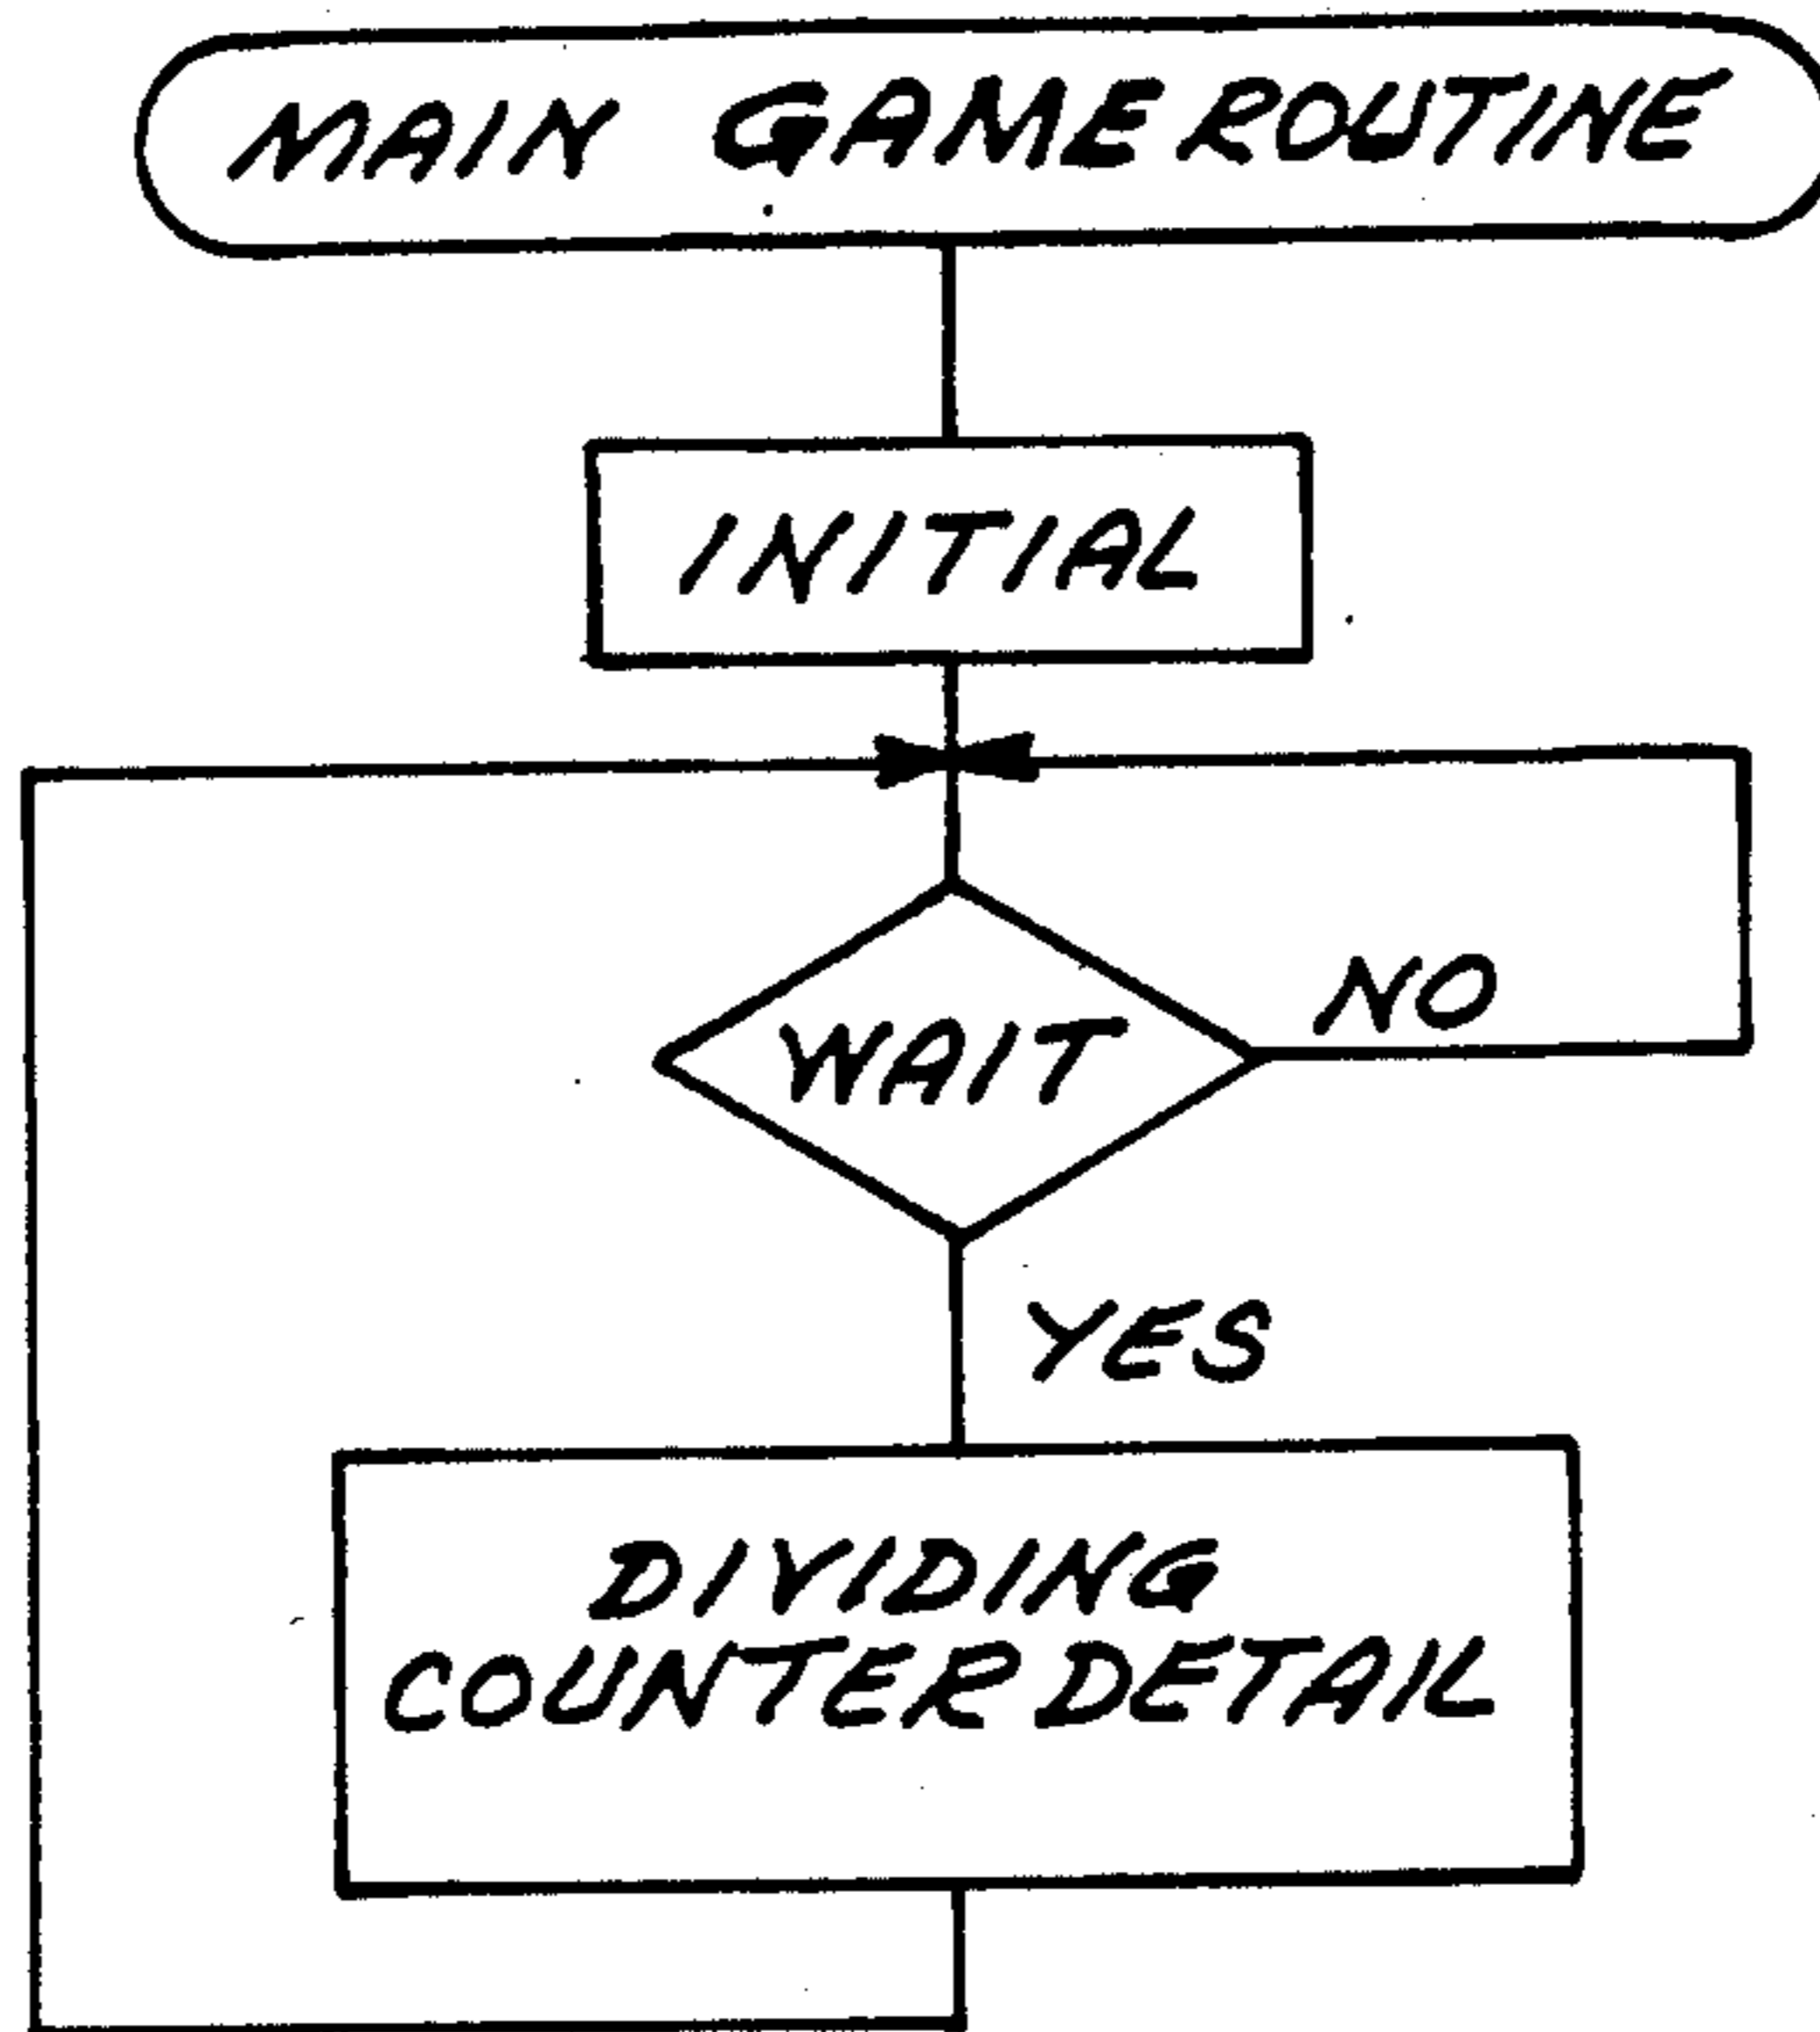 MAIN GAME ROUTINE
INITIAL
WAIT
NO
YES
DIVIDING
COUNTER DETAIL